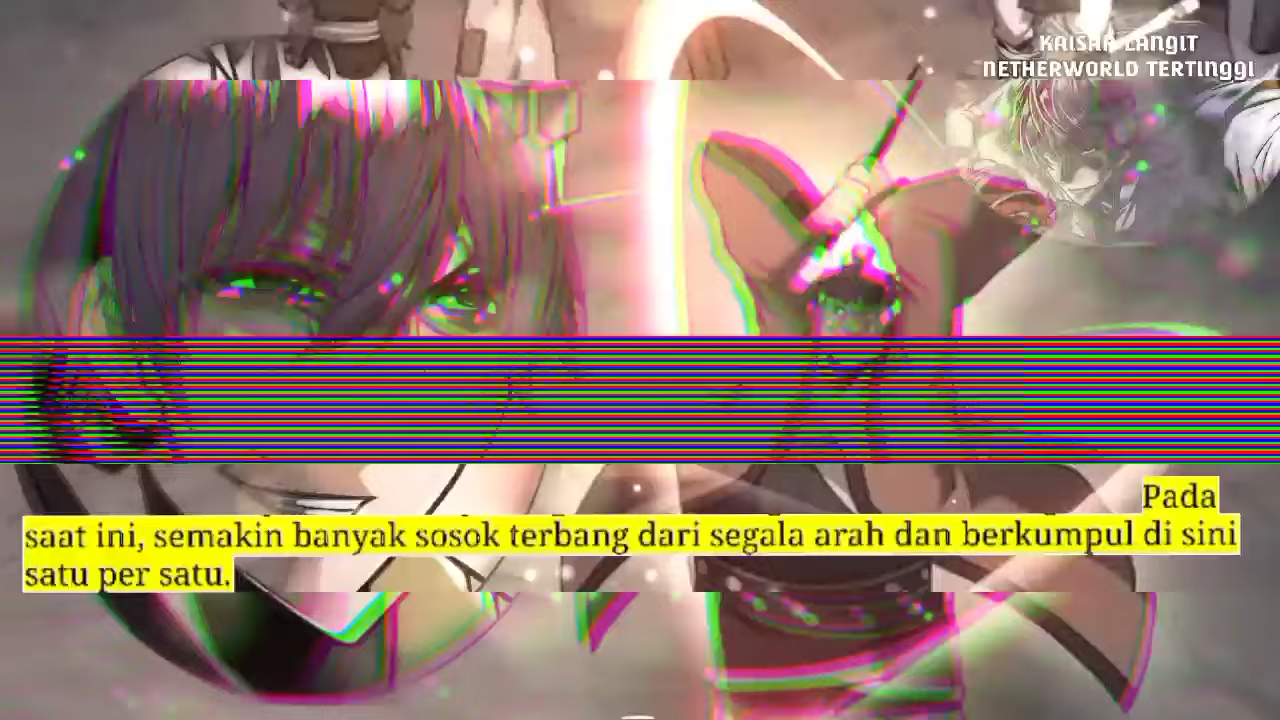 KAISAR LANGIT
NETHERWORLD TERTINGGI
Pada
saat ini, semakin banyak sosok terbang dari segala arah dan berkumpul di sini
satu per satu.